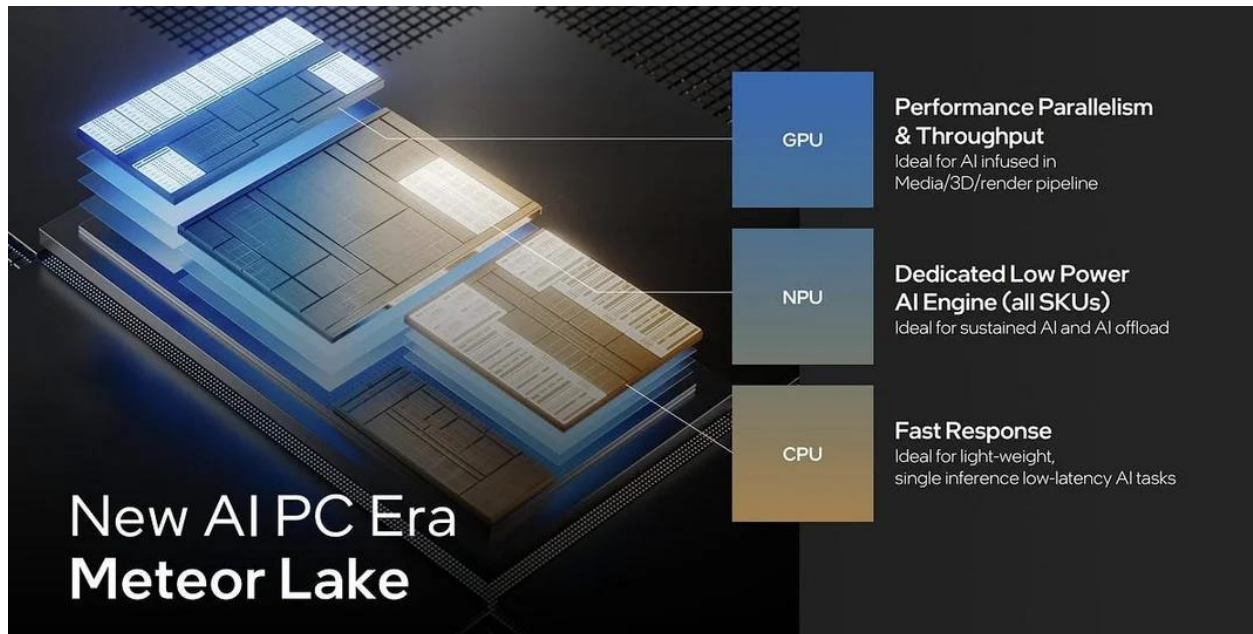 GPU
Performance Parallelism
& Throughput
Ideal for AI infused in
Media/3D/render pipeline
NPU
Dedicated Low Power
AI Engine (all SKUs)
Ideal for sustained AI and AI offload
CPU
Fast Response
Ideal for light-weight,
single inference low-latency AI tasks
New AI PC Era
Meteor Lake